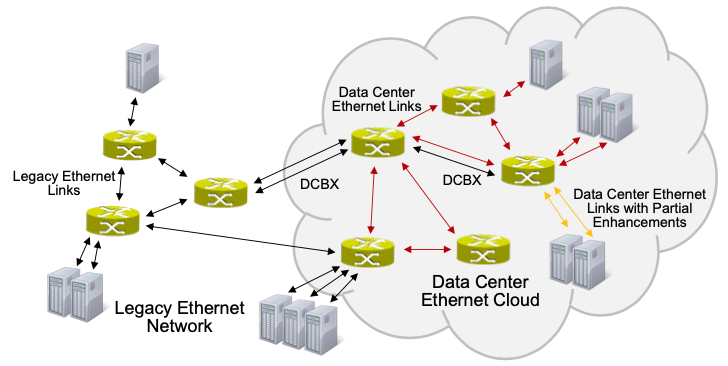 Data Center
Ethernet Links
Legacy Ethernet
Links
DCBX
DCBX
Data Center Ethernet
Links with Partial
Enhancements
Data Center
Ethernet Cloud
Legacy Ethernet
Network